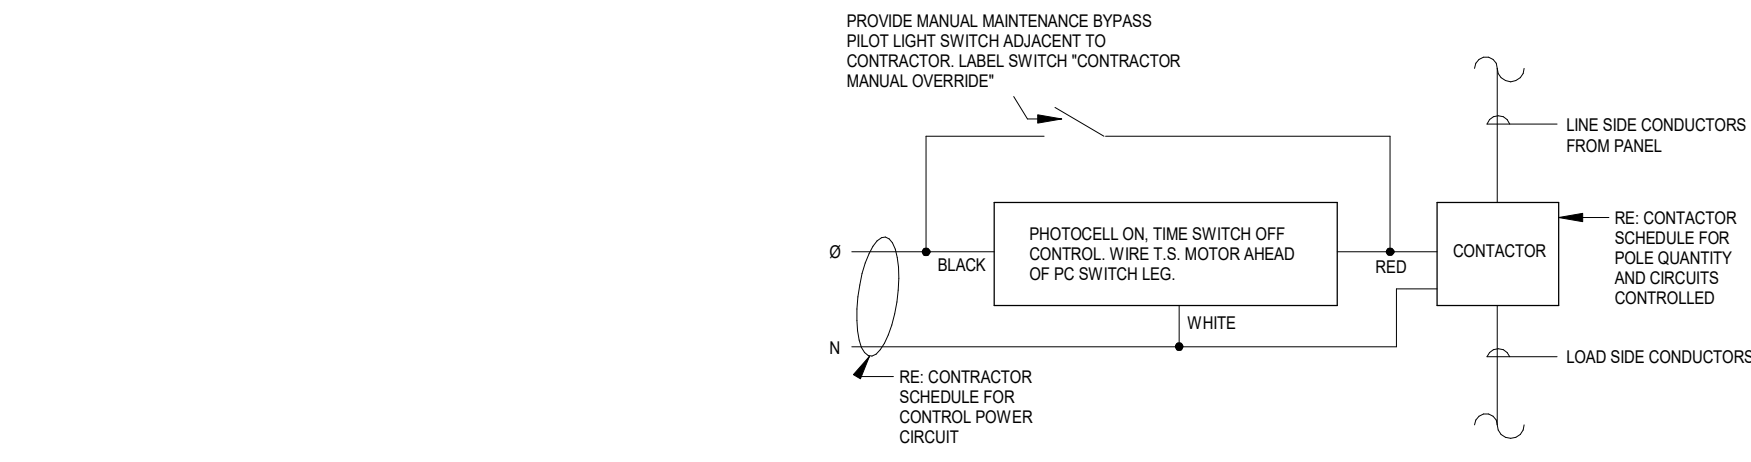 PROVIDE MANUAL MAINTENANCE BYPASS
PILOT LIGHT SWITCH ADJACENT TO
CONTRACTOR. LABEL SWITCH "CONTRACTOR
MANUAL OVERRIDE"
LINE SIDE CONDUCTORS
FROM PANEL
Ø
BLACK
PHOTOCELL ON, TIME SWITCH OFF
CONTROL. WIRE T.S. MOTOR AHEAD
OF PC SWITCH LEG.
RED
CONTACTOR
RE: CONTACTOR
SCHEDULE FOR
POLE QUANTITY
AND CIRCUITS
CONTROLLED
WHITE
N
LOAD SIDE CONDUCTORS
RE: CONTRACTOR
SCHEDULE FOR
CONTROL POWER
CIRCUIT